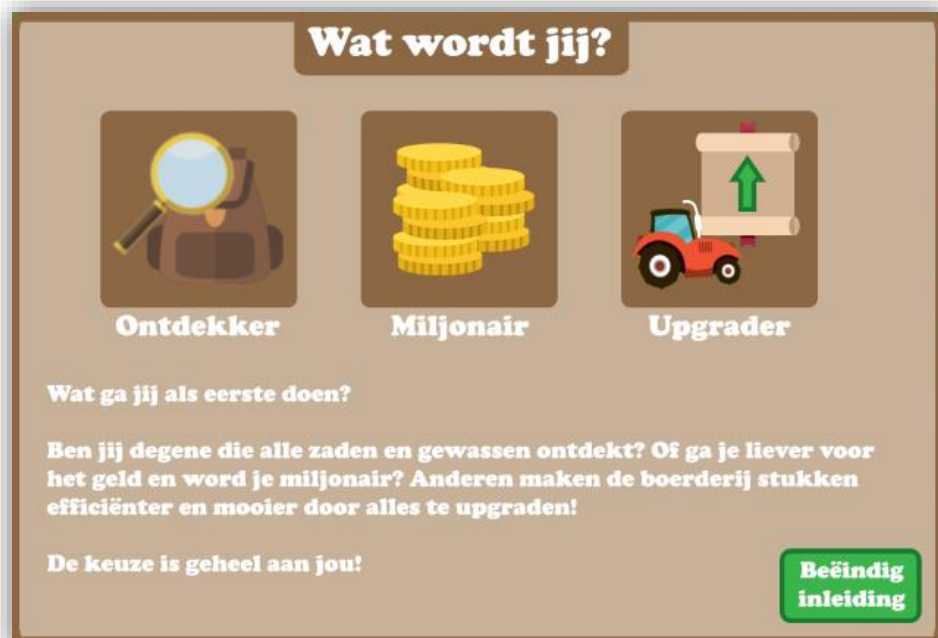 Wat wordt jij?
Ontdekker
Miljonair
Upgrader
Wat ga jij als eerste doen?
Ben jij degene die alle zaden en gewassen ontdekt? Of ga je liever voor
het geld en word je miljonair? Anderen maken de boerderij stukken
efficiënter en mooier door alles te upgraden!
De keuze is geheel aan jou!
Beëindig
inleiding